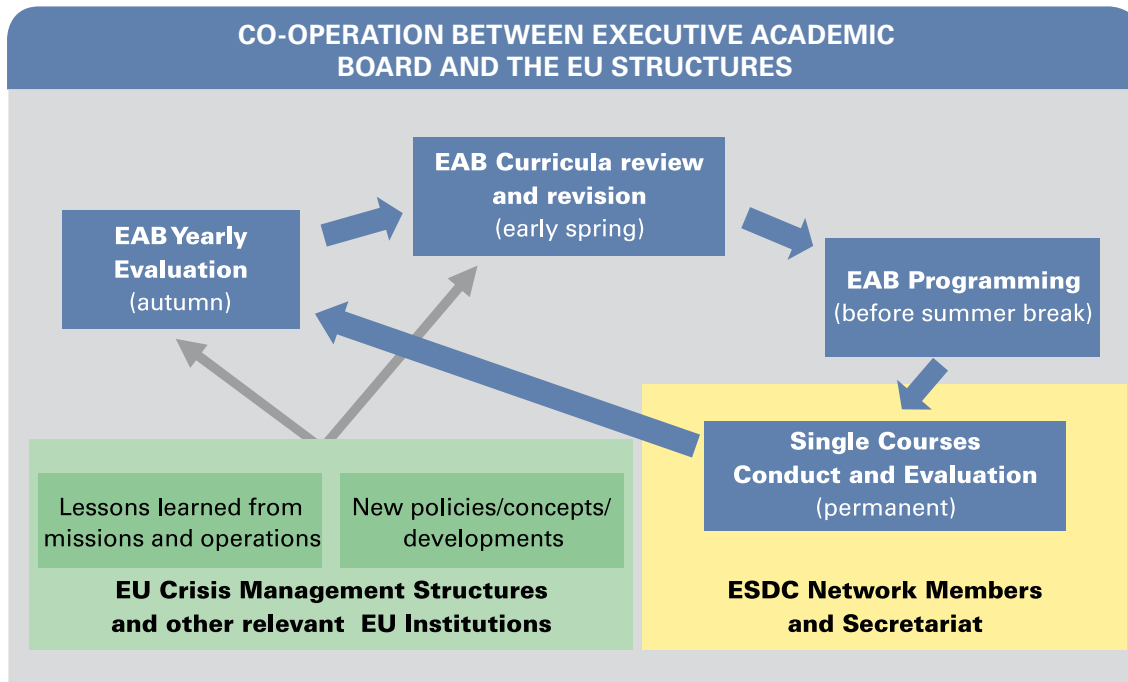 CO-OPERATION BETWEEN EXECUTIVE ACADEMIC
BOARD AND THE EU STRUCTURES
EAB Curricula review
and revision
(early spring)
EAB Yearly
Evaluation
(autumn)
EAB Programming
(before summer break)
Single Courses
Conduct and Evaluation
(permanent)
Lessons learned from
missions and operations
New policies/concepts/
developments
EU Crisis Management Structures
and other relevant EU Institutions
ESDC Network Members
and Secretariat